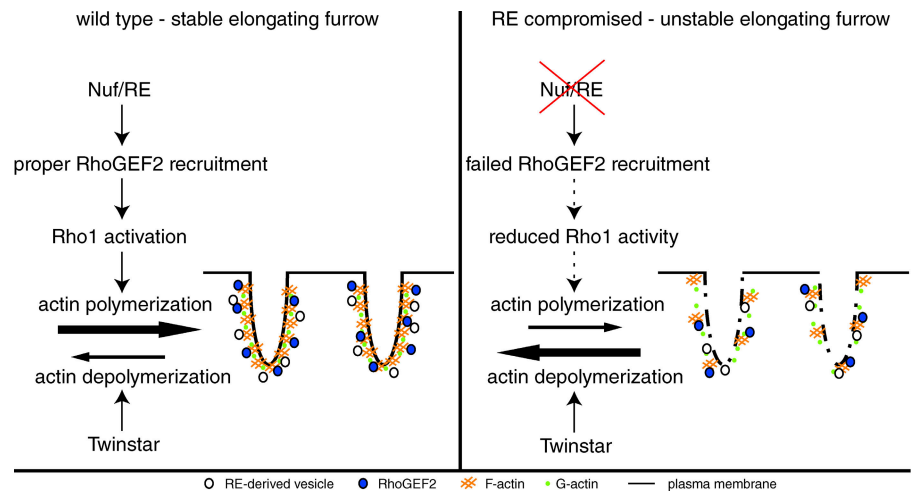 wild type - stable elongating furrow
Nuf/RE
proper RhoGEF2 recruitment
Rho1 activation
actin polymerization
actin depolymerization
Twinstar
RE compromised - unstable elongating furrow
Nuf/RE
failed RhoGEF2 recruitment
reduced Rho1 activity
actin polymerization
actin depolymerization
Twinstar
RE-derived vesicle RhoGEF2 F-actin G-actin plasma membrane